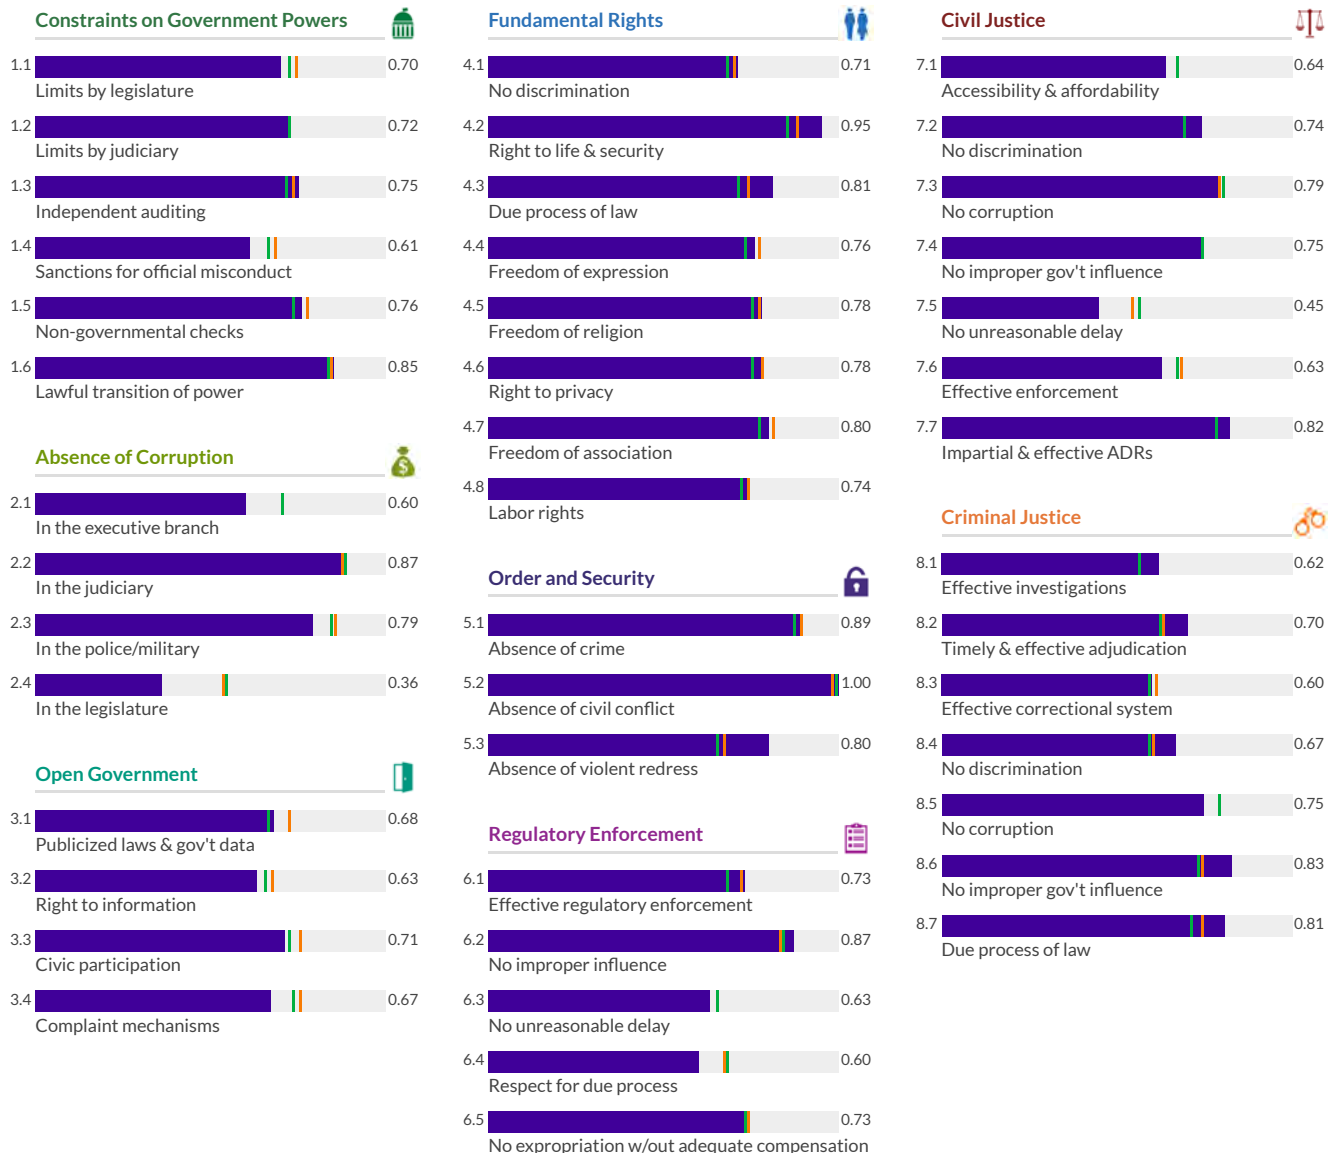 Constraints on Government Powers
1.1 0.70
Limits by legislature
1.2 0.72
Limits by judiciary
1.3 0.75
Independent auditing
1.4 0.61
Sanctions for official misconduct
1.5 0.76
Non-governmental checks
1.6 0.85
Lawful transition of power
Absence of Corruption
2.1 0.60
In the executive branch
2.2 0.87
In the judiciary
2.3 0.79
In the police/military
2.4 0.36
In the legislature
Open Government
3.1 0.68
Publicized laws & gov't data
3.2 0.63
Right to information
3.3 0.71
Civic participation
3.4 0.67
Complaint mechanisms
Fundamental Rights
4.1 0.71
No discrimination
4.2 0.95
Right to life & security
4.3 0.81
Due process of law
4.4 0.76
Freedom of expression
4.5 0.78
Freedom of religion
4.6 0.78
Right to privacy
4.7 0.80
Freedom of association
4.8 0.74
Labor rights
Order and Security
5.1 0.89
Absence of crime
5.2 1.00
Absence of civil conflict
5.3 0.80
Absence of violent redress
Regulatory Enforcement
6.1 0.73
Effective regulatory enforcement
6.2 0.87
No improper influence
6.3 0.63
No unreasonable delay
6.4 0.60
Respect for due process
6.5 0.73
No expropriation w/out adequate compensation
Civil Justice
7.1 0.64
Accessibility & affordability
7.2 0.74
No discrimination
7.3 0.79
No corruption
7.4 0.75
No improper gov't influence
7.5 0.45
No unreasonable delay
7.6 0.63
Effective enforcement
7.7 0.82
Impartial & effective ADRs
Criminal Justice
8.1 0.62
Effective investigations
8.2 0.70
Timely & effective adjudication
8.3 0.60
Effective correctional system
8.4 0.67
No discrimination
8.5 0.75
No corruption
8.6 0.83
No improper gov't influence
8.7 0.81
Due process of law